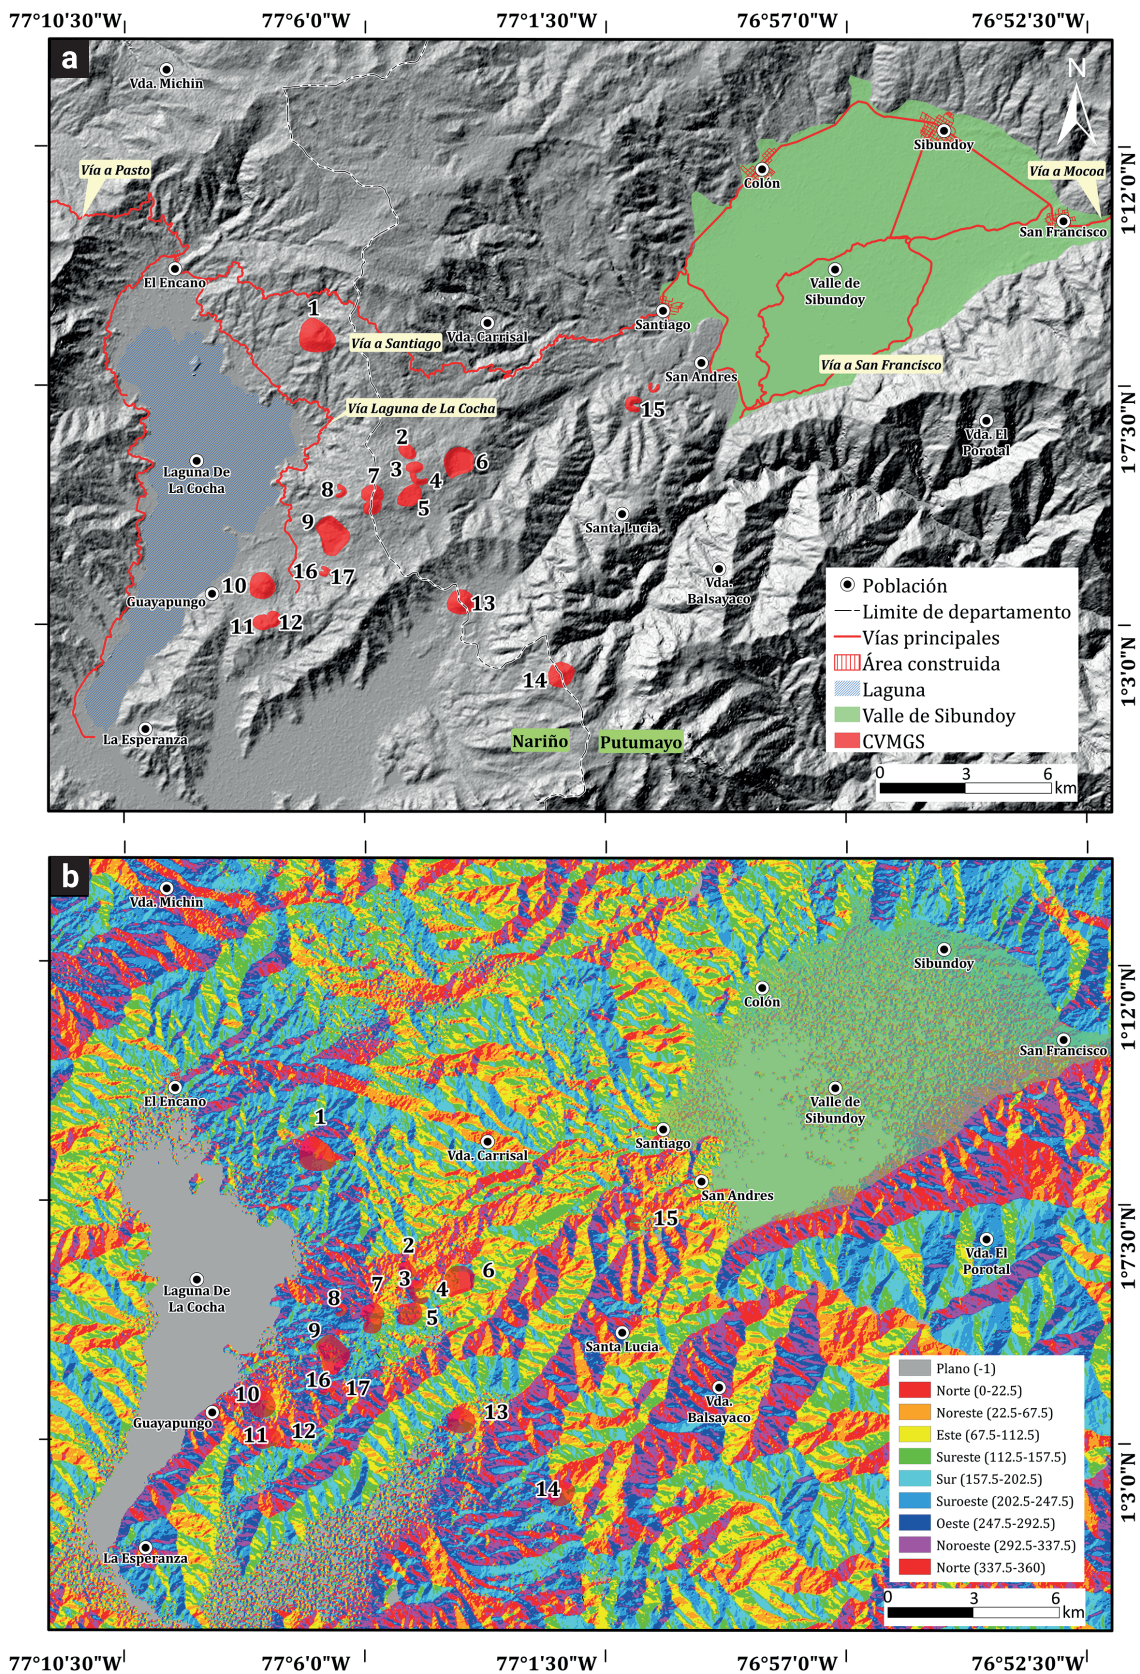 77°10'30"W 77°6'0"W 77°1'30"W 76°57'0"W 76°52'30"W
a
N
Vda. Michin
Sibundoy
Vía a Pasto
Colón
Vía a Mocoa
San Francisco
1°12'0"N
El Encano
Valle de
Sibundoy
1
Santiago
Vda. Carrisal
Vía a Santiago
San Andres
Vía a San Francisco
Vía Laguna de La Cocha
15
1°7'30"N
Vda. El
Porotal
2
3
6
Laguna De
La Cocha
7
4
8
5
9
Santa Lucia
16
17
10
Vda.
Balsayaco
Guayapungo
13
11
12
14
La Esperanza
Nariño
Putumayo
1°3'0"N
Población
Limite de departamento
Vías principales
Área construida
Laguna
Valle de Sibundoy
CVMGS
0 3 6
km
b
Vda. Michin
Sibundoy
Colón
San Francisco
1°12'0"N
El Encano
Valle de
Sibundoy
1
Santiago
Vda. Carrisal
San Andres
15
1°7'30"N
2
Vda. El
Porotal
6
3
7
4
Laguna De
La Cocha
8
5
9
Santa Lucia
16
17
10
Vda.
Balsayaco
Guayapungo
13
11
12
14
La Esperanza
1°3'0"N
Plano (-1)
Norte (0-22.5)
Noreste (22.5-67.5)
Este (67.5-112.5)
Sureste (112.5-157.5)
Sur (157.5-202.5)
Suroeste (202.5-247.5)
Oeste (247.5-292.5)
Noroeste (292.5-337.5)
Norte (337.5-360)
0 3 6
km
77°10'30"W 77°6'0"W 77°1'30"W 76°57'0"W 76°52'30"W